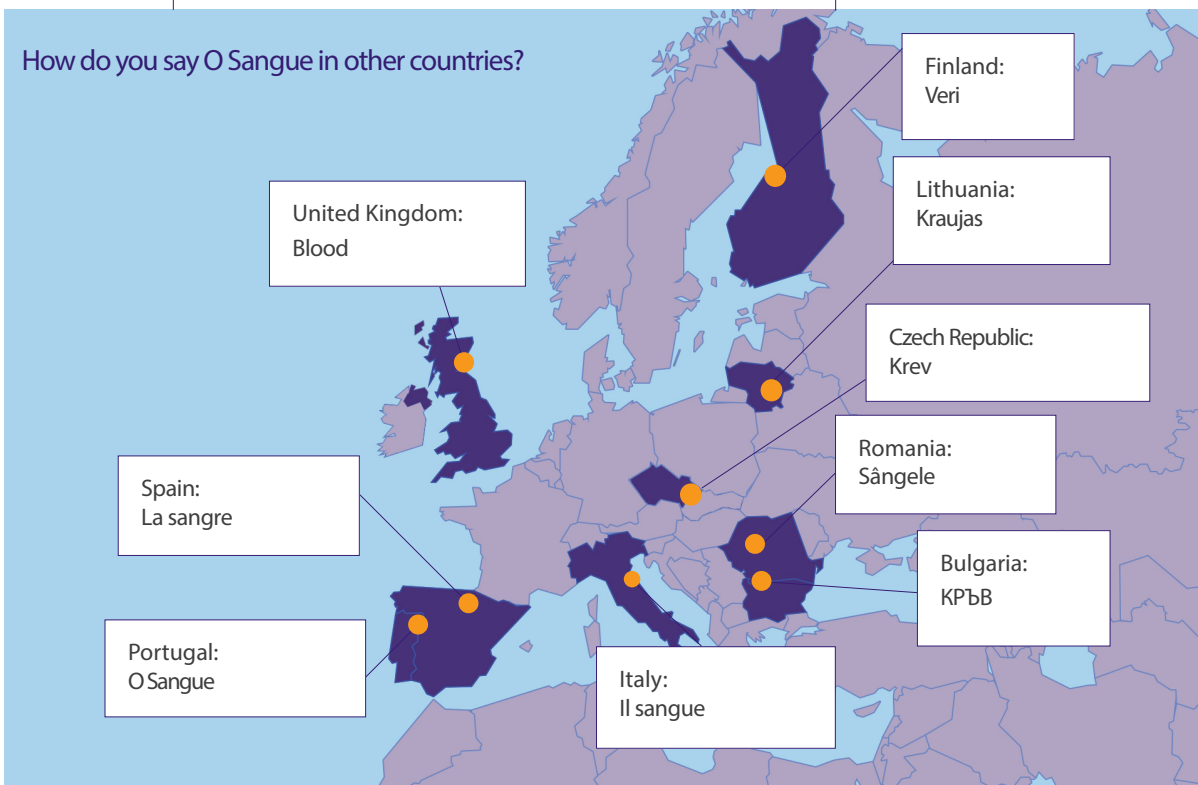 How do you say O Sangue in other countries?
Finland:
Veri
Lithuania:
Kraujas
United Kingdom:
Blood
Czech Republic:
Krev
Romania:
Sângele
Spain:
La sangre
Bulgaria:
КРЪВ
Portugal:
O Sangue
Italy:
Il sangue